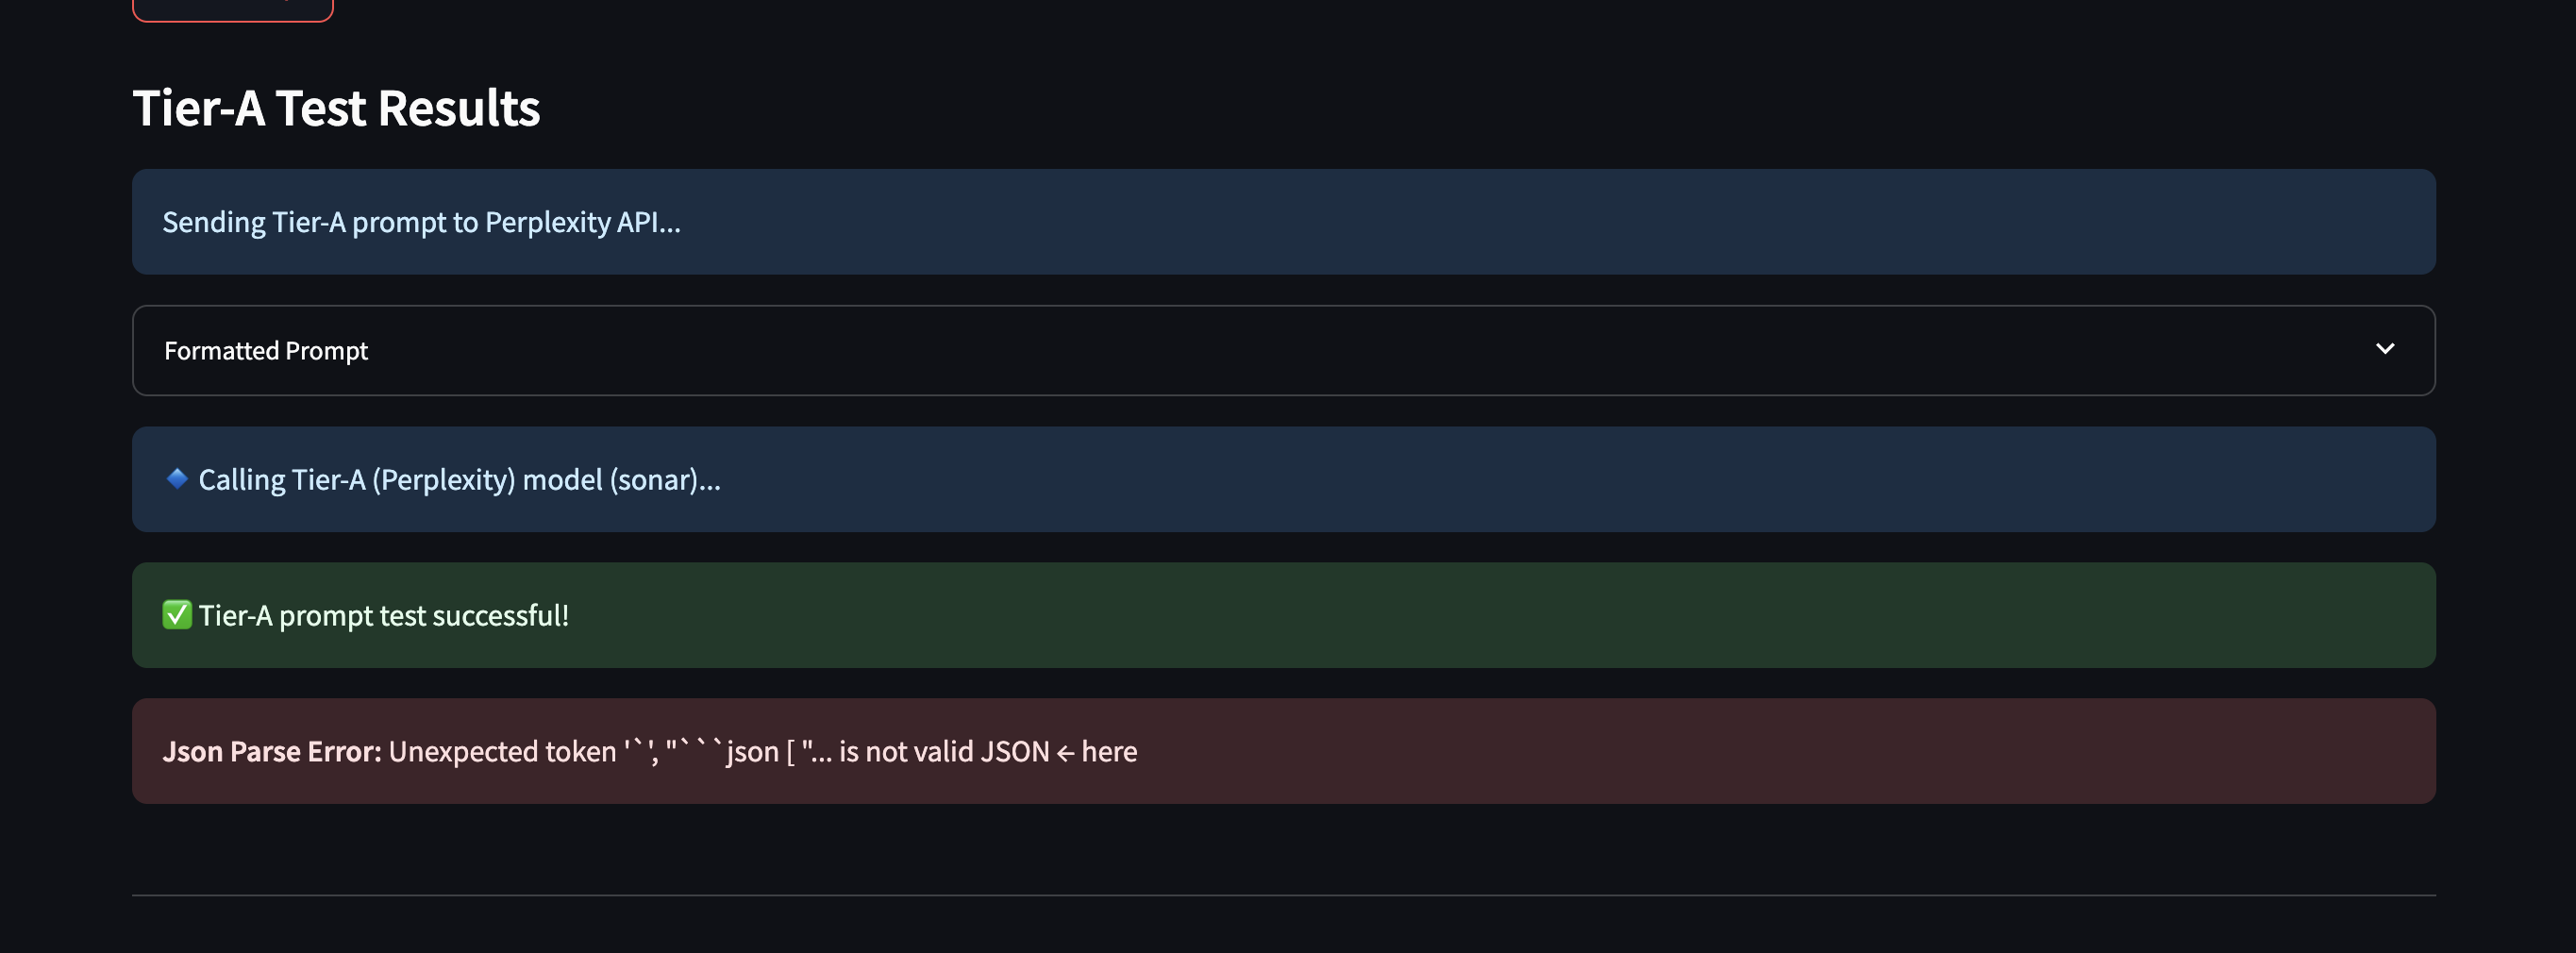 Tier-A Test Results
Sending Tier-A prompt to Perplexity API...
Formatted Prompt
🔹 Calling Tier-A (Perplexity) model (sonar)...
✅ Tier-A prompt test successful!
Json Parse Error: Unexpected token '`', "```json [ "... is not valid JSON ← here